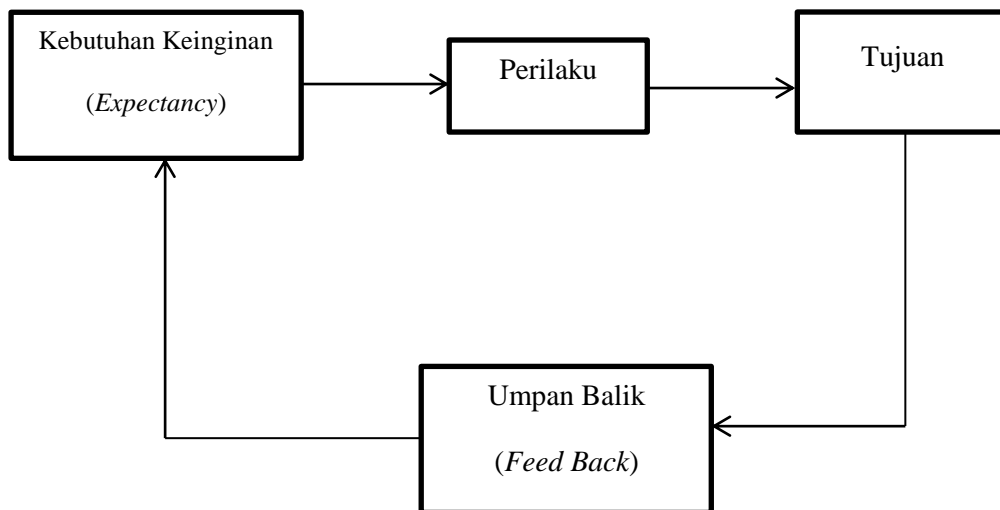 Kebutuhan Keinginan
(Expectancy)
Perilaku
Tujuan
Umpan Balik
(Feed Back)